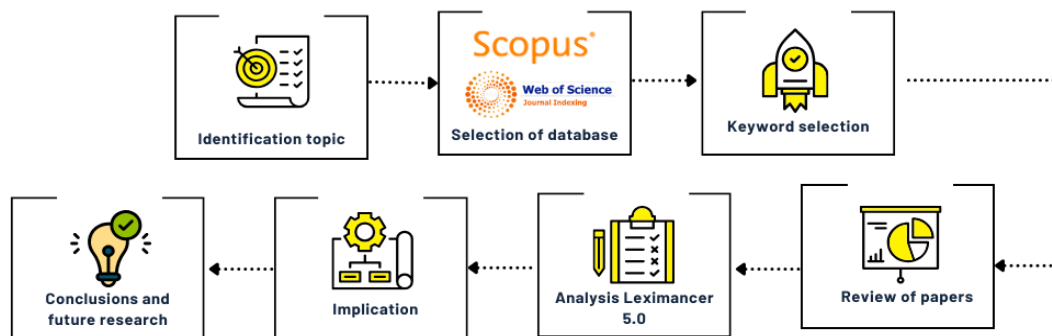 Identification topic
Scopus®
Web of Science
Journal Indexing
Selection of database
Keyword selection
Review of papers
Analysis Leximancer
5.0
Implication
Conclusions and
future research